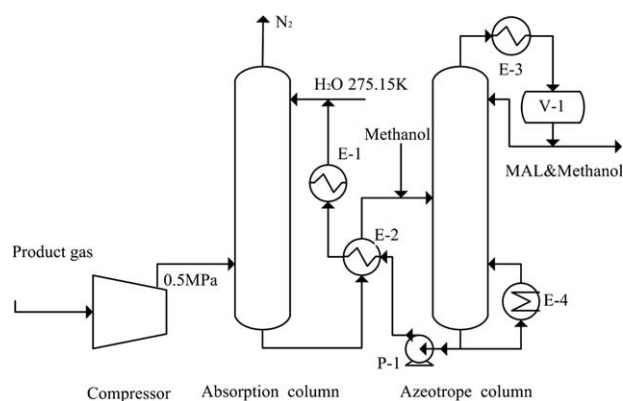 N₂
E-3
H₂O 275.15K
V-1
Methanol
E-1
MAL&Methanol
E-2
Product gas
0.5MPa
E-4
P-1
Compressor
Absorption column
Azeotrope column